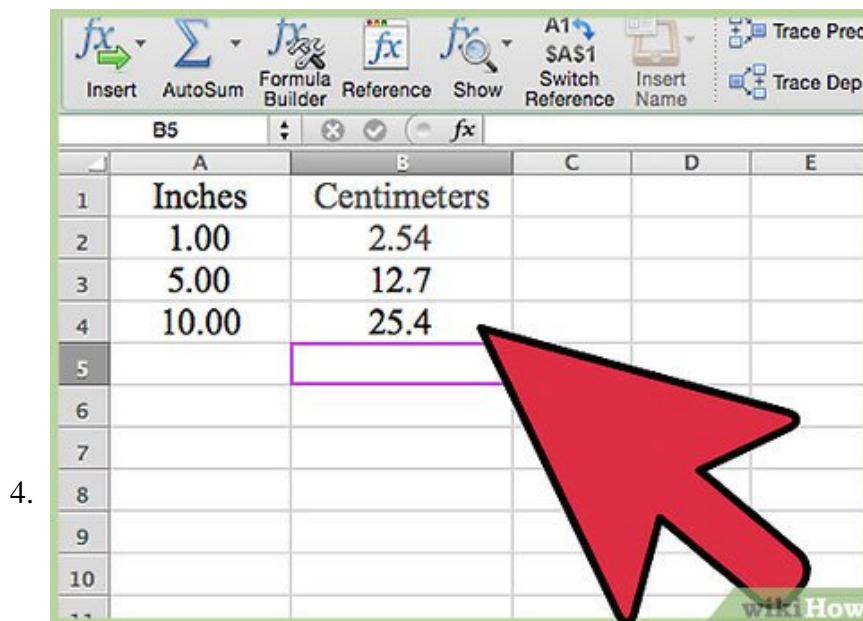 Insert AutoSum Formula Builder Reference Show A1 $A$1 Switch Reference Insert Name Trace Prec
Trace Dep
B5 fx
A B C D E
1 Inches Centimeters
2 1.00 2.54
3 5.00 12.7
4 10.00 25.4
5
6
7
4. 8
9
10
wikiHow